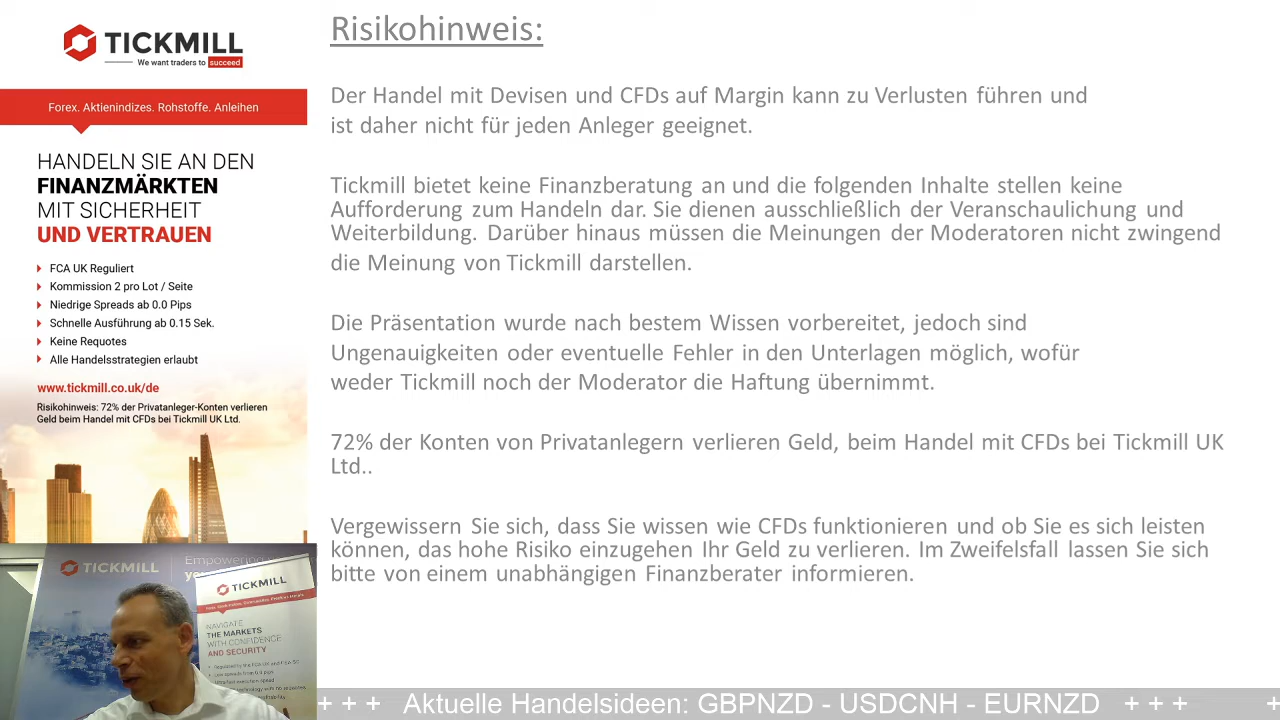 TICKMILL
We want traders to succeed
Forex. Aktienindizes. Rohstoffe. Anleihen
HANDELN SIE AN DEN
FINANZMÄRKTEN
MIT SICHERHEIT
UND VERTRAUEN
FCA UK Reguliert
Kommission 2 pro Lot / Seite
Niedrige Spreads ab 0.0 Pips
Schnelle Ausführung ab 0.15 Sek.
Keine Requotes
Alle Handelsstrategien erlaubt
www.tickmill.co.uk/de
Risikohinweis: 72% der Privatanleger-Konten verlieren
Geld beim Handel mit CFDs bei Tickmill UK Ltd.
Risikohinweis:
Der Handel mit Devisen und CFDs auf Margin kann zu Verlusten führen und
ist daher nicht für jeden Anleger geeignet.
Tickmill bietet keine Finanzberatung an und die folgenden Inhalte stellen keine
Aufforderung zum Handeln dar. Sie dienen ausschließlich der Veranschaulichung und
Weiterbildung. Darüber hinaus müssen die Meinungen der Moderatoren nicht zwingend
die Meinung von Tickmill darstellen.
Die Präsentation wurde nach bestem Wissen vorbereitet, jedoch sind
Ungenauigkeiten oder eventuelle Fehler in den Unterlagen möglich, wofür
weder Tickmill noch der Moderator die Haftung übernimmt.
72% der Konten von Privatanlegern verlieren Geld, beim Handel mit CFDs bei Tickmill UK
Ltd..
Vergewissern Sie sich, dass Sie wissen wie CFDs funktionieren und ob Sie es sich leisten
können, das hohe Risiko einzugehen Ihr Geld zu verlieren. Im Zweifelsfall lassen Sie sich
bitte von einem unabhängigen Finanzberater informieren.
TICKMILL
Empowering
TICKMILL
NAVIGATE
THE MARKETS
WITH CONFIDENCE
AND SECURITY
+ + + Aktuelle Handelsideen: GBPNZD - USDCNH - EURNZD + + + +